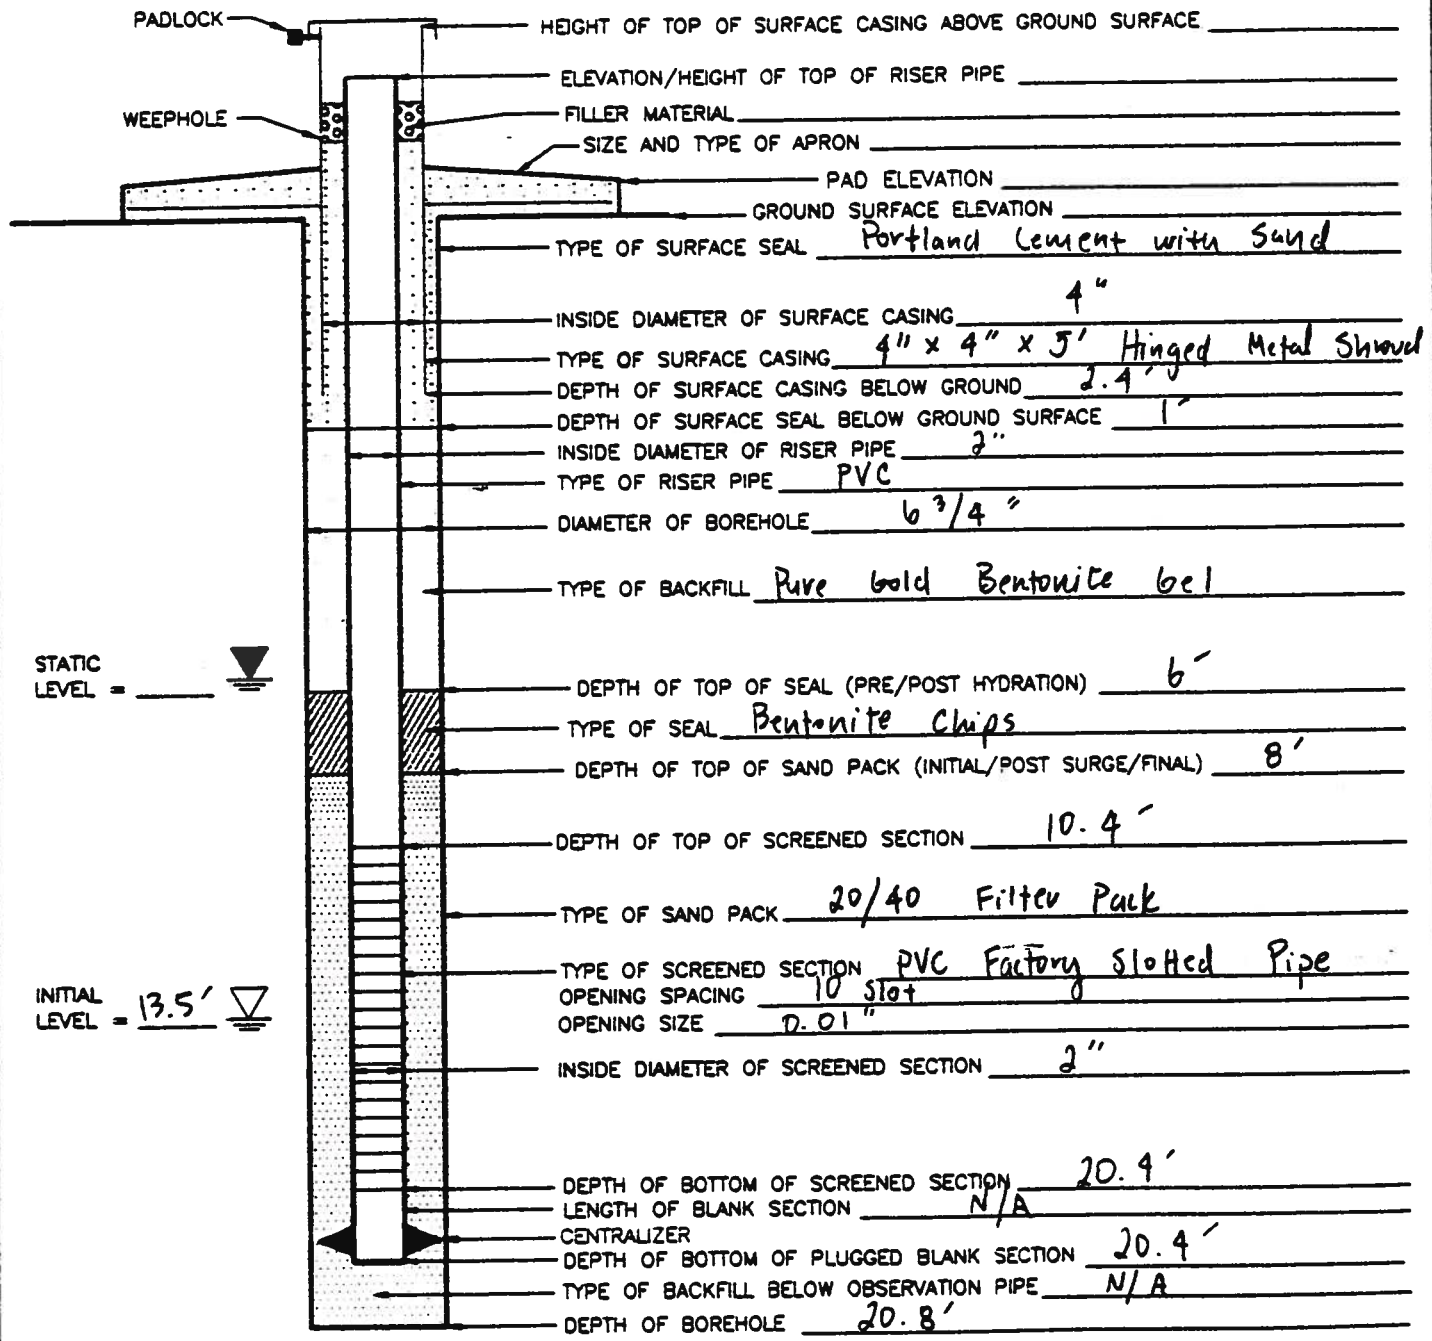 PADLOCK
HEIGHT OF TOP OF SURFACE CASING ABOVE GROUND SURFACE
ELEVATION/HEIGHT OF TOP OF RISER PIPE
WEEPHOLE
FILLER MATERIAL
SIZE AND TYPE OF APRON
PAD ELEVATION
GROUND SURFACE ELEVATION
TYPE OF SURFACE SEAL Portland Cement with Sand
INSIDE DIAMETER OF SURFACE CASING 4"
TYPE OF SURFACE CASING 4" x 4" x 5' Hinged Metal Shroud
DEPTH OF SURFACE CASING BELOW GROUND 2.4'
DEPTH OF SURFACE SEAL BELOW GROUND SURFACE 1'
INSIDE DIAMETER OF RISER PIPE 2"
TYPE OF RISER PIPE PVC
DIAMETER OF BOREHOLE 6 3/4"
TYPE OF BACKFILL Pure Gold Bentonite Gel
STATIC
LEVEL =
DEPTH OF TOP OF SEAL (PRE/POST HYDRATION) 6'
TYPE OF SEAL Bentonite Chips
DEPTH OF TOP OF SAND PACK (INITIAL/POST SURGE/FINAL) 8'
DEPTH OF TOP OF SCREENED SECTION 10.4'
TYPE OF SAND PACK 20/40 Filter Pack
TYPE OF SCREENED SECTION PVC Factory Slotted Pipe
INITIAL
LEVEL = 13.5'
OPENING SPACING 10 Slot
OPENING SIZE 0.01"
INSIDE DIAMETER OF SCREENED SECTION 2"
DEPTH OF BOTTOM OF SCREENED SECTION 20.4'
LENGTH OF BLANK SECTION N/A
CENTRALIZER
DEPTH OF BOTTOM OF PLUGGED BLANK SECTION 20.4'
TYPE OF BACKFILL BELOW OBSERVATION PIPE N/A
DEPTH OF BOREHOLE 20.8'